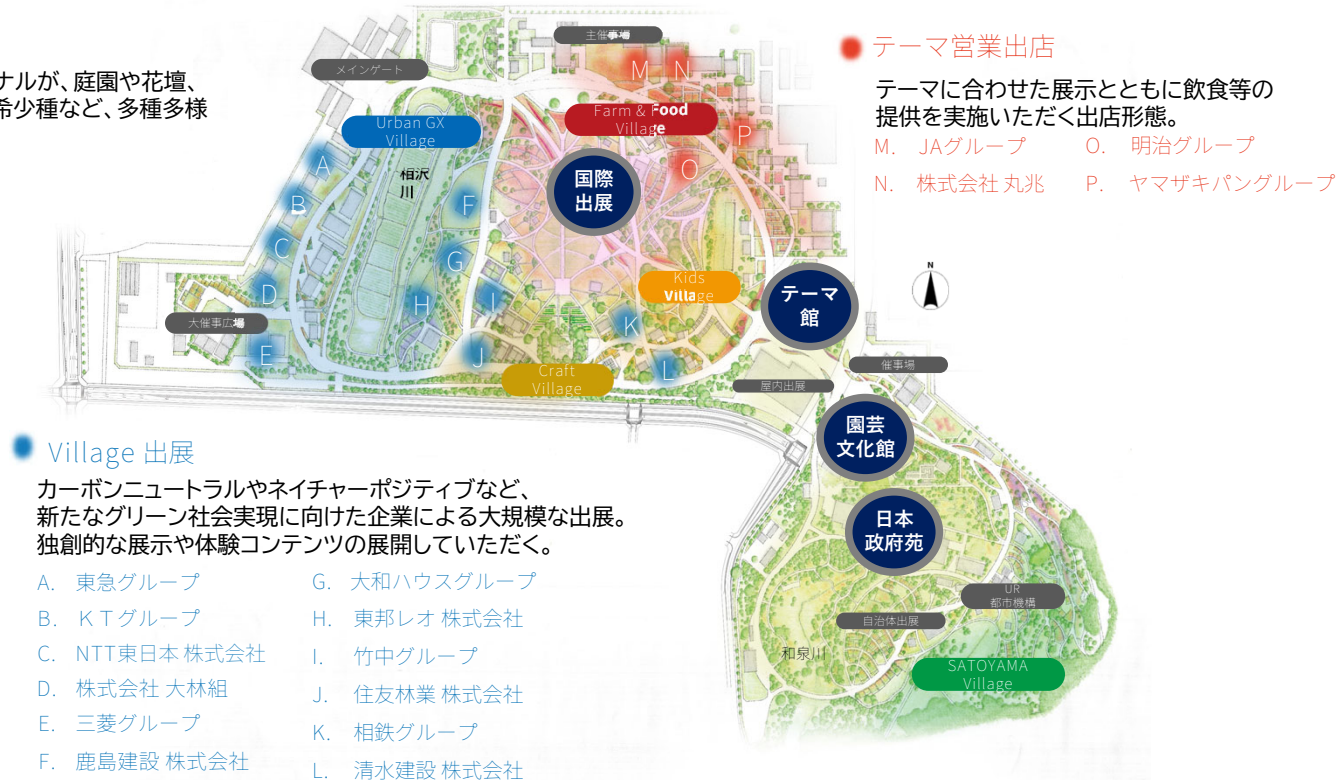 ナルが、庭園や花壇、
希少種など、多種多様
主催事場
メインゲート
Urban GX
Village
Farm & Food
Village
相沢
川
国際
出展
Kids
Village
テーマ
館
大催事広場
Craft
Village
屋内出展
催事場
園芸
文化館
日本
政府苑
UR
都市機構
自治体出展
和泉川
SATOYAMA
Village
N
A
B
C
D
E
F
G
H
I
J
K
L
M
N
O
P
テーマ営業出店
テーマに合わせた展示とともに飲食等の
提供を実施いただく出店形態。
M. JAグループ
N. 株式会社 丸兆
O. 明治グループ
P. ヤマザキパングループ
Village 出展
カーボンニュートラルやネイチャーポジティブなど、
新たなグリーン社会実現に向けた企業による大規模な出展。
独創的な展示や体験コンテンツの展開していただく。
A. 東急グループ
B. KTグループ
C. NTT東日本 株式会社
D. 株式会社 大林組
E. 三菱グループ
F. 鹿島建設 株式会社
G. 大和ハウスグループ
H. 東邦レオ 株式会社
I. 竹中グループ
J. 住友林業 株式会社
K. 相鉄グループ
L. 清水建設 株式会社